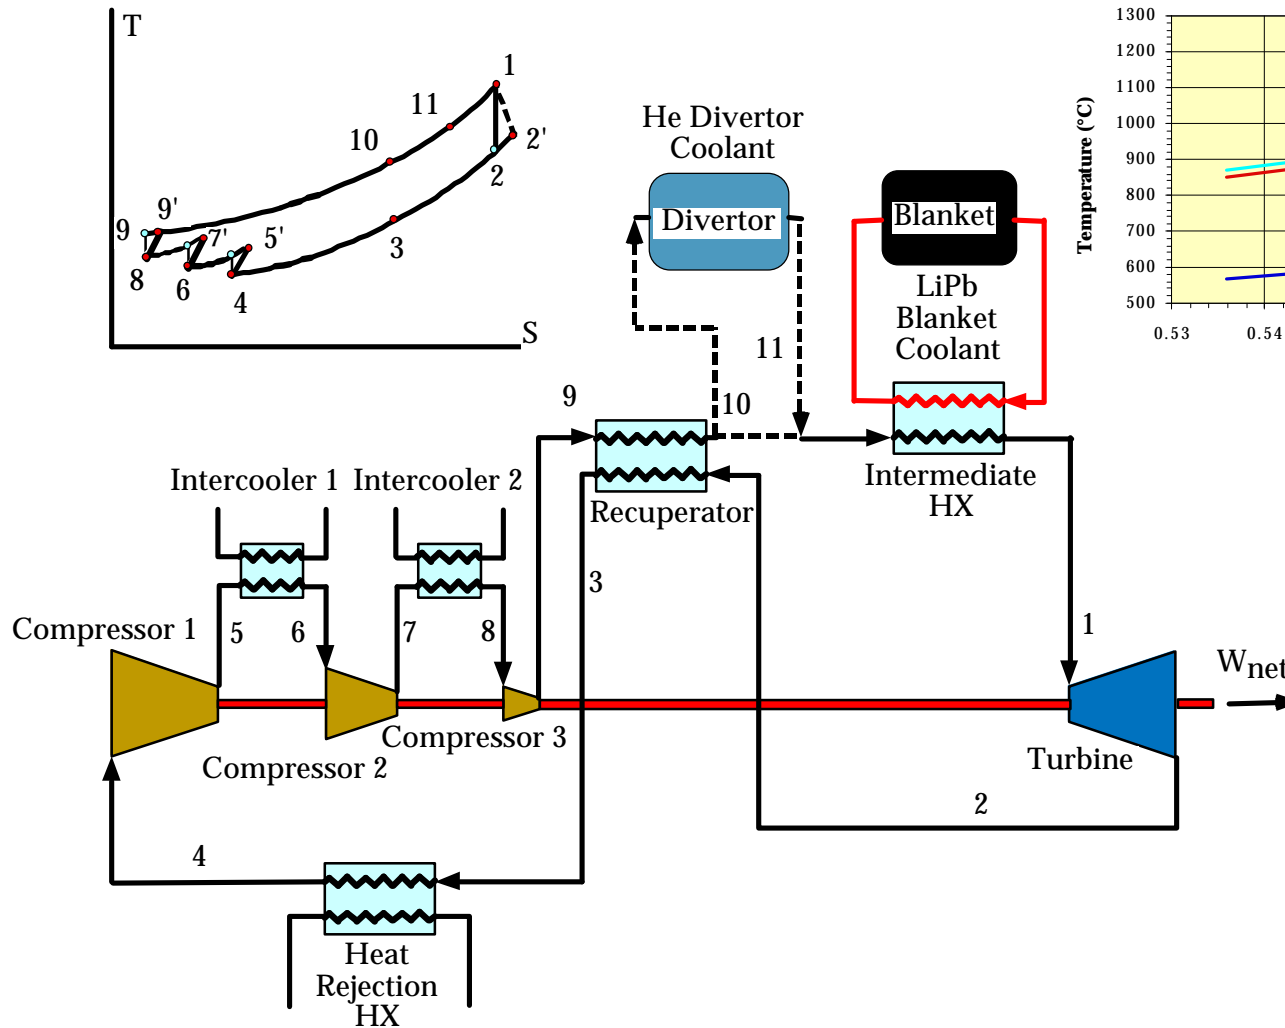 T
1
11
2'
10
2
9'
9
7'
5'
3
8
6
4
S
1300
1200
1100
1000
900
800
700
600
500
Temperature (°C)
0.53
0.54
He Divertor
Coolant
Divertor
Blanket
LiPb
Blanket
Coolant
11
9
10
Intermediate
HX
Recuperator
Intercooler 1
Intercooler 2
3
5
6
7
8
1
Compressor 1
Wnet
Compressor 3
Compressor 2
Turbine
2
4
Heat
Rejection
HX